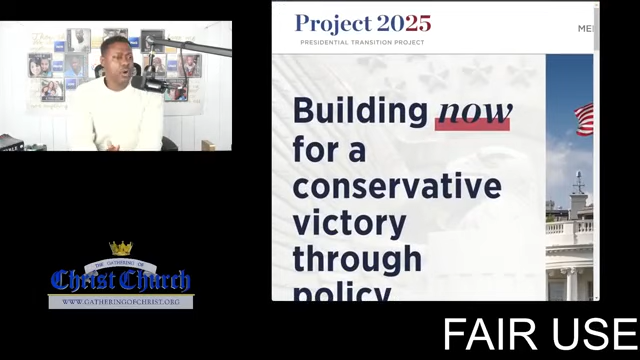 Project 2025
PRESIDENTIAL TRANSITION PROJECT
Building now
for a
conservative
victory
through
policy
THE GATHERING OF
Christ Church
WWW.GATHERINGOFCHRIST.ORG
FAIR USE